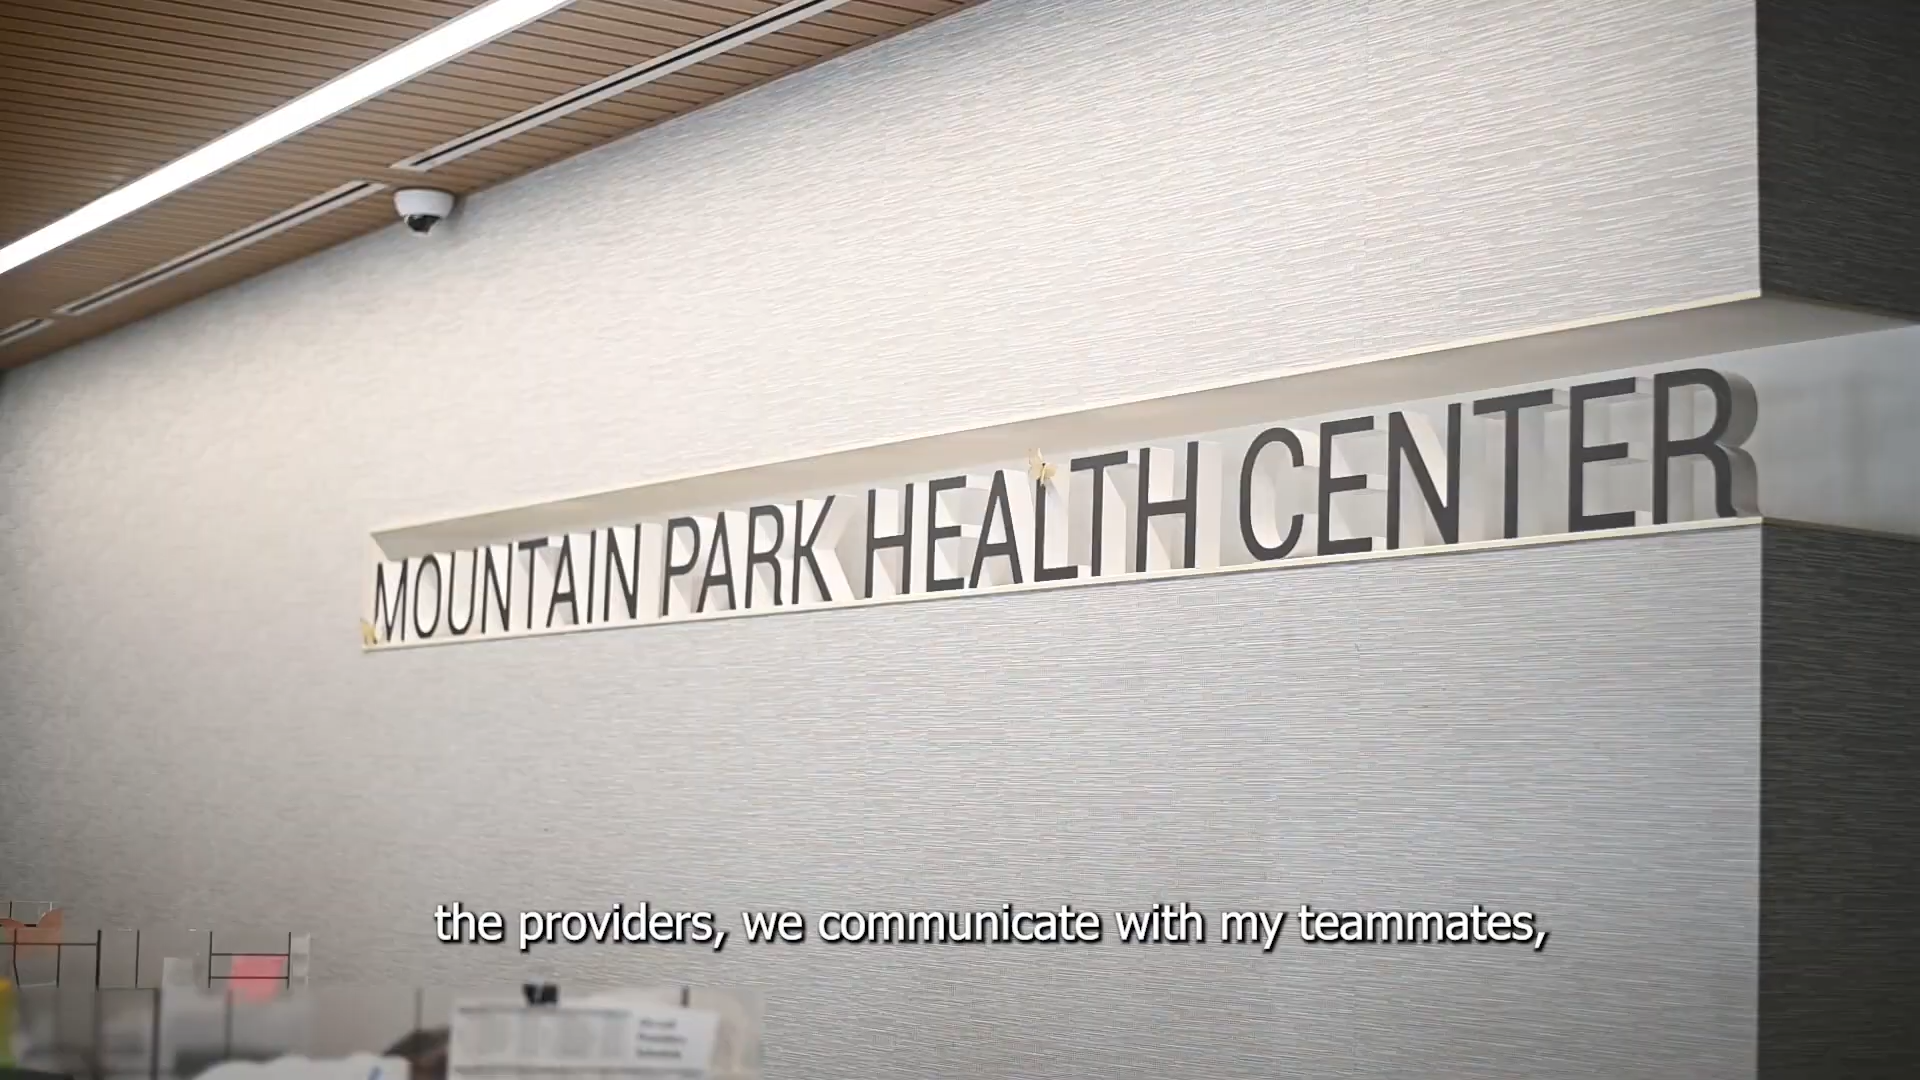 MOUNTAIN PARK HEALTH CENTER
the providers, we communicate with my teammates,